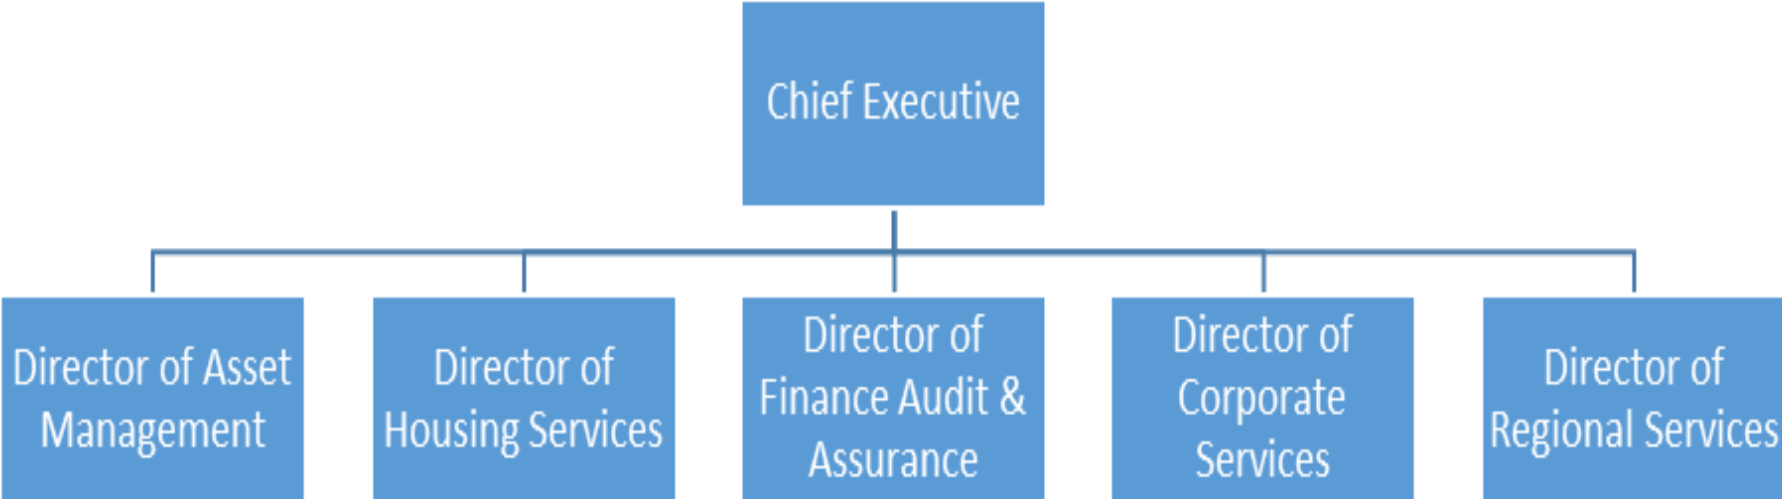 Chief Executive
Director of Asset
Management
Director of
Housing Services
Director of
Finance Audit &
Assurance
Director of
Corporate
Services
Director of
Regional Services